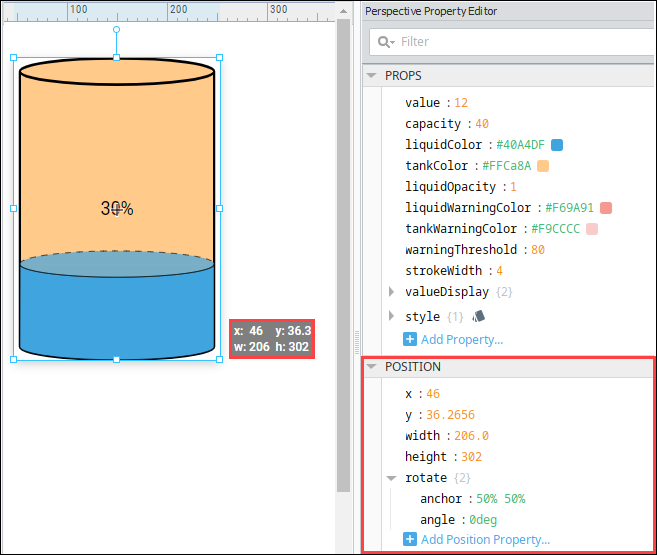 100 200 300
30%
x: 46 y: 36.3
w: 206 h: 302
Perspective Property Editor
Filter
PROPS
value : 12
capacity : 40
liquidColor : #40A4DF
tankColor : #FFCa8A
liquidOpacity : 1
liquidWarningColor : #F69A91
tankWarningColor : #F9CCCC
warningThreshold : 80
strokeWidth : 4
valueDisplay {2}
style {1}
Add Property...
POSITION
x : 46
y : 36.2656
width : 206.0
height : 302
rotate {2}
anchor : 50% 50%
angle : 0deg
Add Position Property...